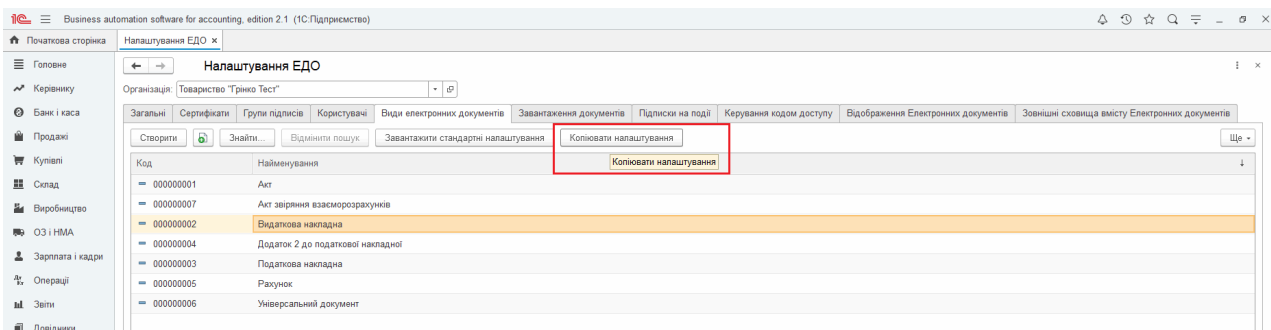 1С Business automation software for accounting, edition 2.1 (1С:Підприємство)
Початкова сторінка Налаштування ЕДО ×
Головне
Керівнику
Банк і каса
Продажі
Купівлі
Склад
Виробництво
ОЗ і НМА
Зарплата і кадри
Операції
Звіти
Довідники
Налаштування ЕДО
Організація: Товариство "Грінко Тест"
Загальні Сертифікати Групи підписів Користувачі Види електронних документів Завантаження документів Підписки на події Керування кодом доступу Відображення Електронних документів Зовнішні сховища вмісту Електронних документів
Створити Знайти... Відмінити пошук Завантажити стандартні налаштування Копіювати налаштування Ще
Копіювати налаштування
Код Найменування ↓
000000001 Акт
000000007 Акт звіряння взаєморозрахунків
000000002 Видаткова накладна
000000004 Додаток 2 до податкової накладної
000000003 Податкова накладна
000000005 Рахунок
000000006 Універсальний документ